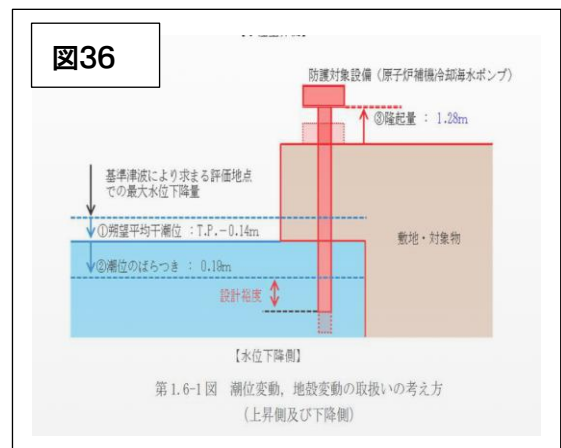 図36
防護対象設備（原子炉補機冷却海水ポンプ）
③隆起量 ： 1.28m
基準津波により求まる評価地点
での最大水位下降量
①朔望平均干潮位 ：T.P.－0.14m
敷地・対象物
②潮位のばらつき ： 0.19m
設計裕度
【水位下降側】
第1.6-1図 潮位変動，地殻変動の取扱いの考え方
（上昇側及び下降側）